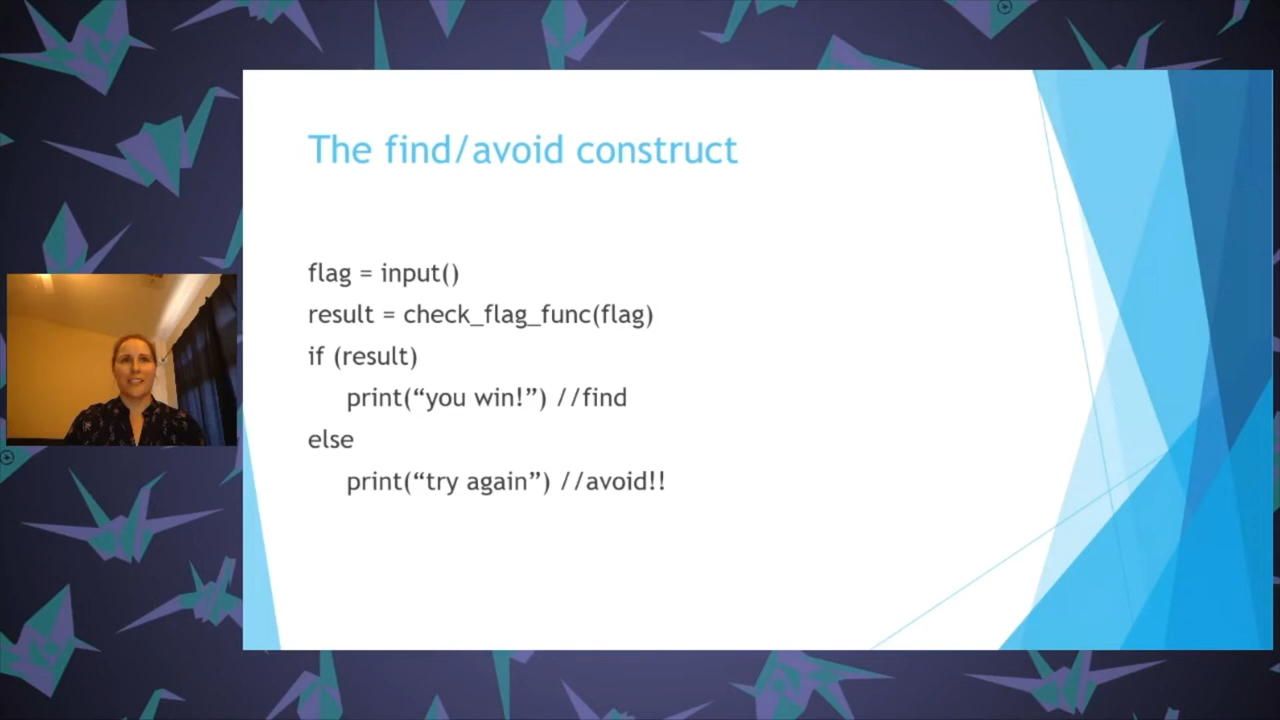 The find/avoid construct
flag = input()
result = check_flag_func(flag)
if (result)
print(“you win!”) //find
else
print(“try again”) //avoid!!